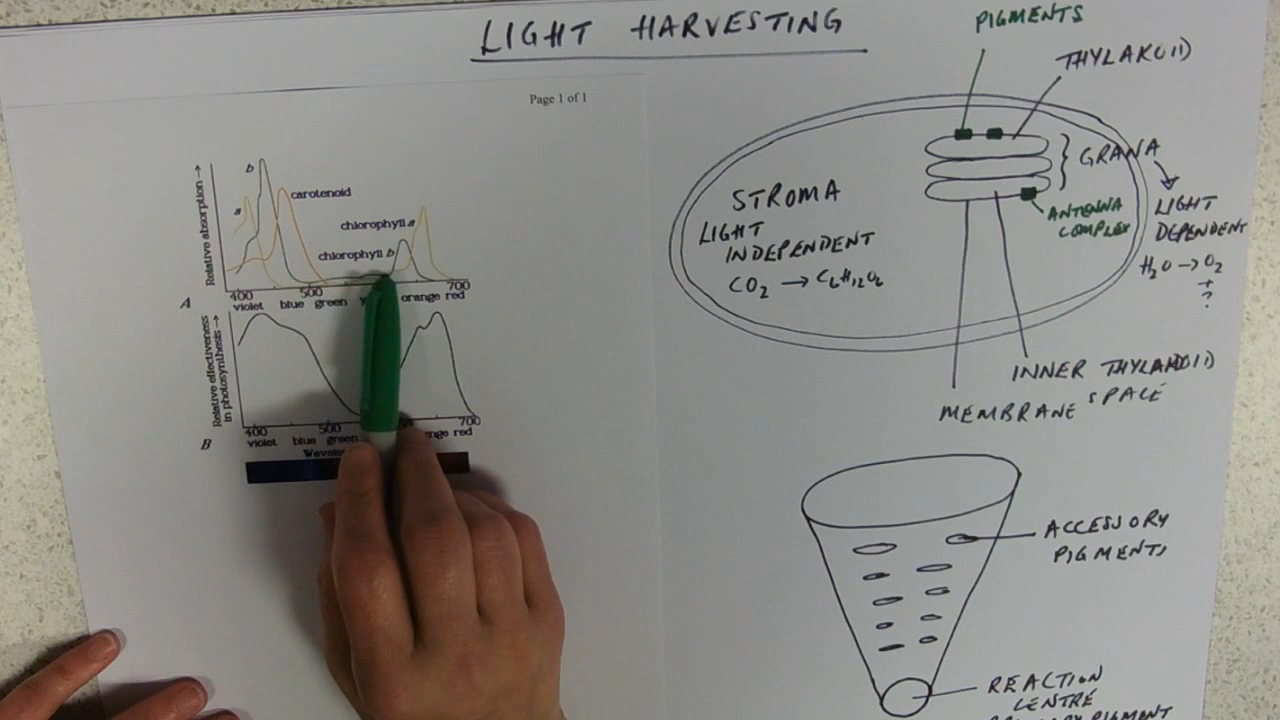 LIGHT HARVESTING
Page 1 of 1
Relative absorption →
b
a
carotenoid
chlorophyll a
chlorophyll b
400 500 700
violet blue green orange red
A
Relative effectiveness
in photosynthesis →
400 500 700
violet blue green
B
PIGMENTS
THYLAKOID
GRANA
ANTENNA
COMPLEX
LIGHT
DEPENDENT
H2O → O2
+
?
STROMA
LIGHT
INDEPENDENT
CO2 → C6H12O6
INNER THYLAKOID
SPACE
MEMBRANE
ACCESSORY
PIGMENTS
REACTION
CENTRE